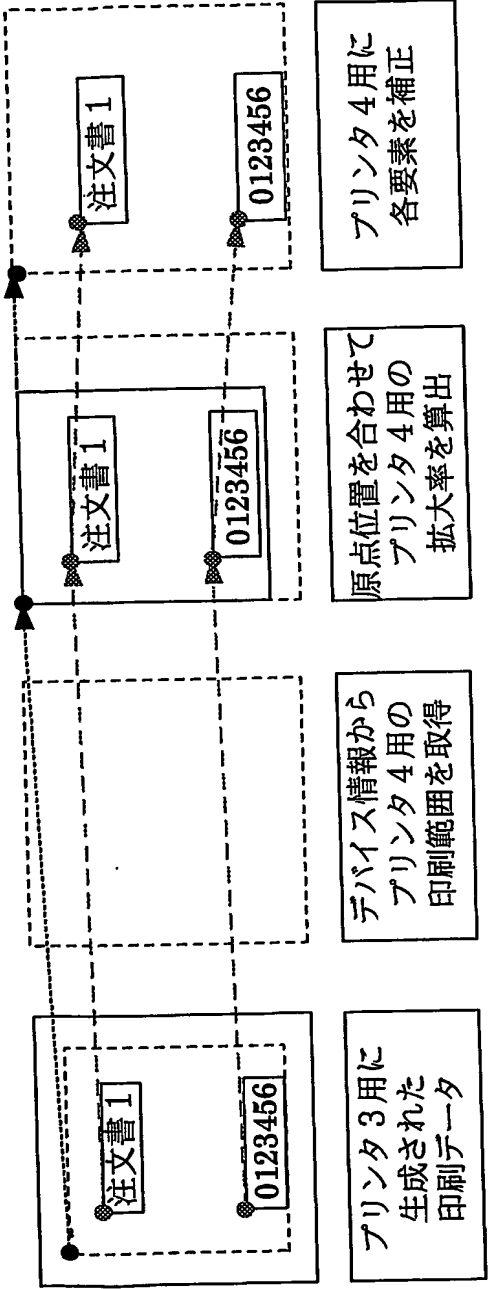 注文書1
0123456
プリンタ3用に
生成された
印刷データ
デバイス情報から
プリンタ4用の
印刷範囲を取得
注文書1
0123456
原点位置を合わせて
プリンタ4用の
拡大率を算出
注文書1
0123456
プリンタ4用に
各要素を補正